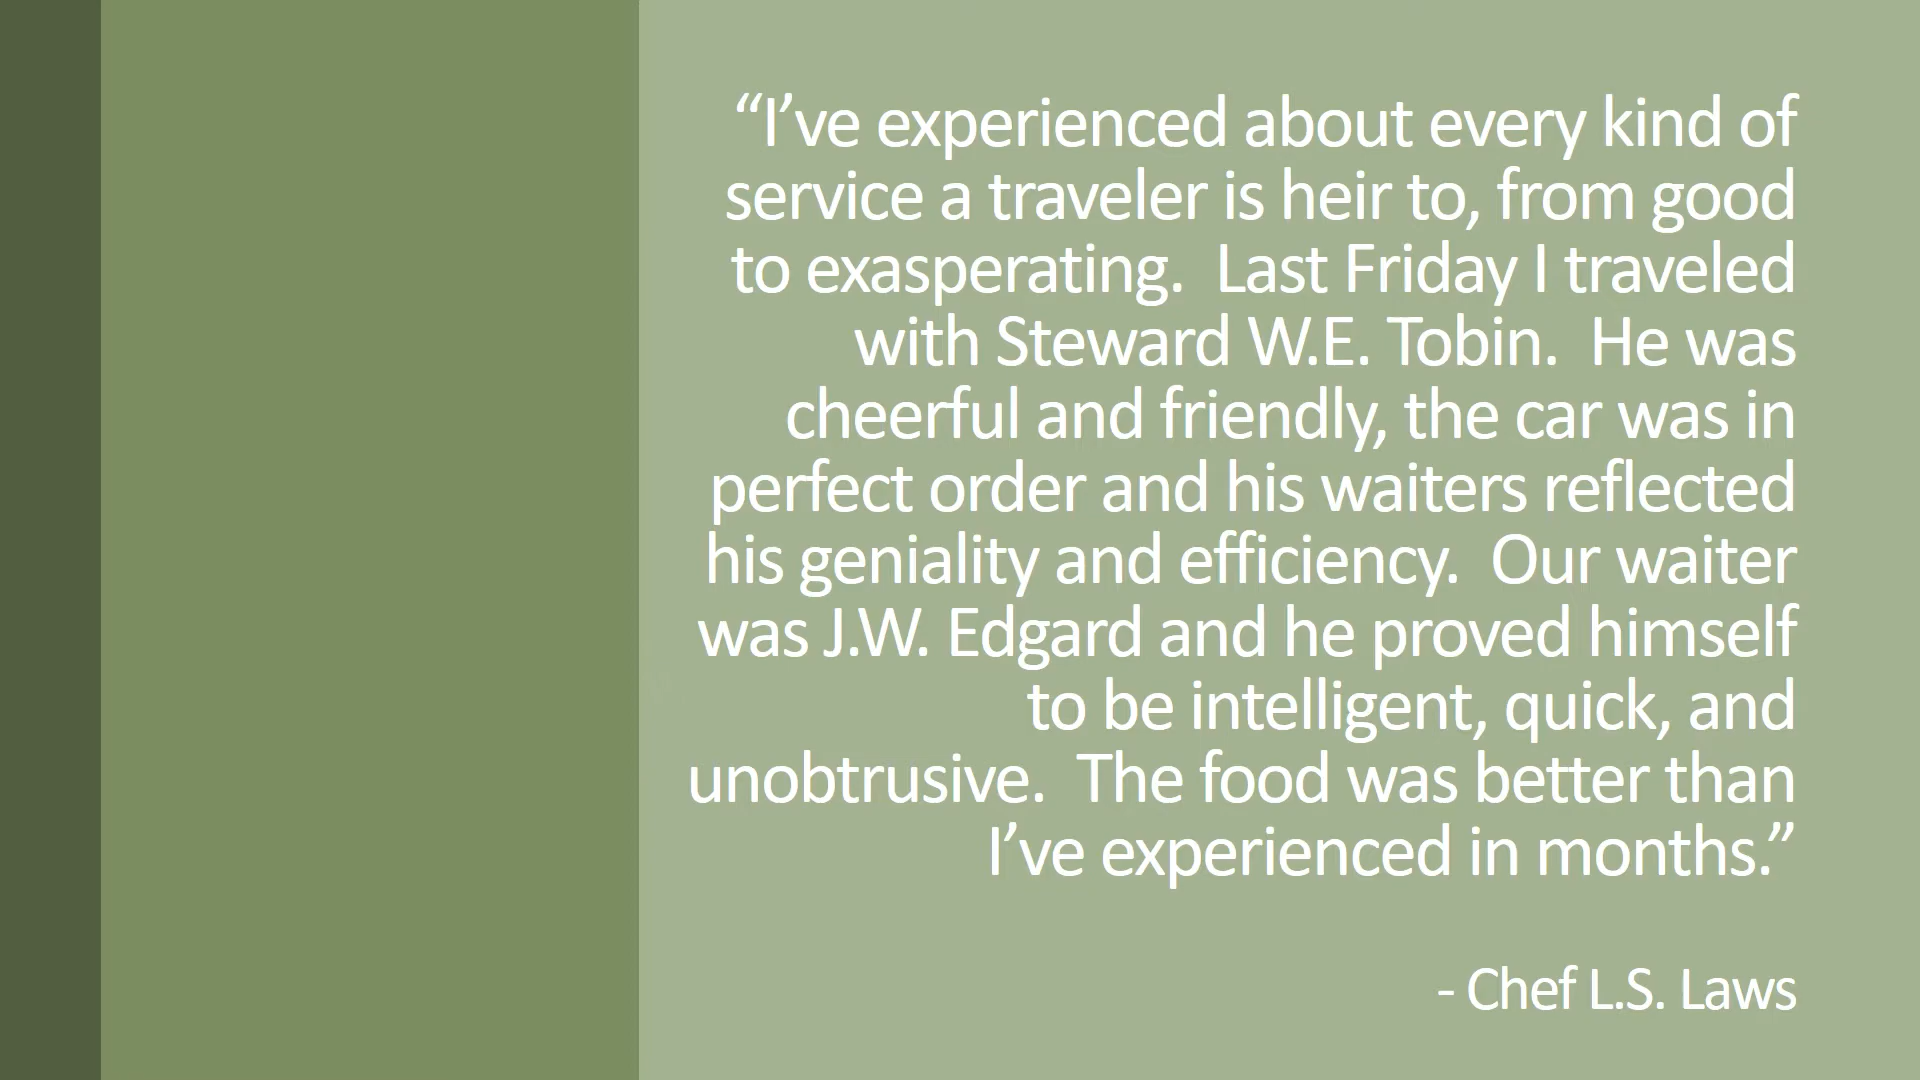 “I’ve experienced about every kind of
service a traveler is heir to, from good
to exasperating.  Last Friday I traveled
with Steward W.E. Tobin.  He was
cheerful and friendly, the car was in
perfect order and his waiters reflected
his geniality and efficiency.  Our waiter
was J.W. Edgard and he proved himself
to be intelligent, quick, and
unobtrusive.  The food was better than
I’ve experienced in months.”
- Chef L.S. Laws